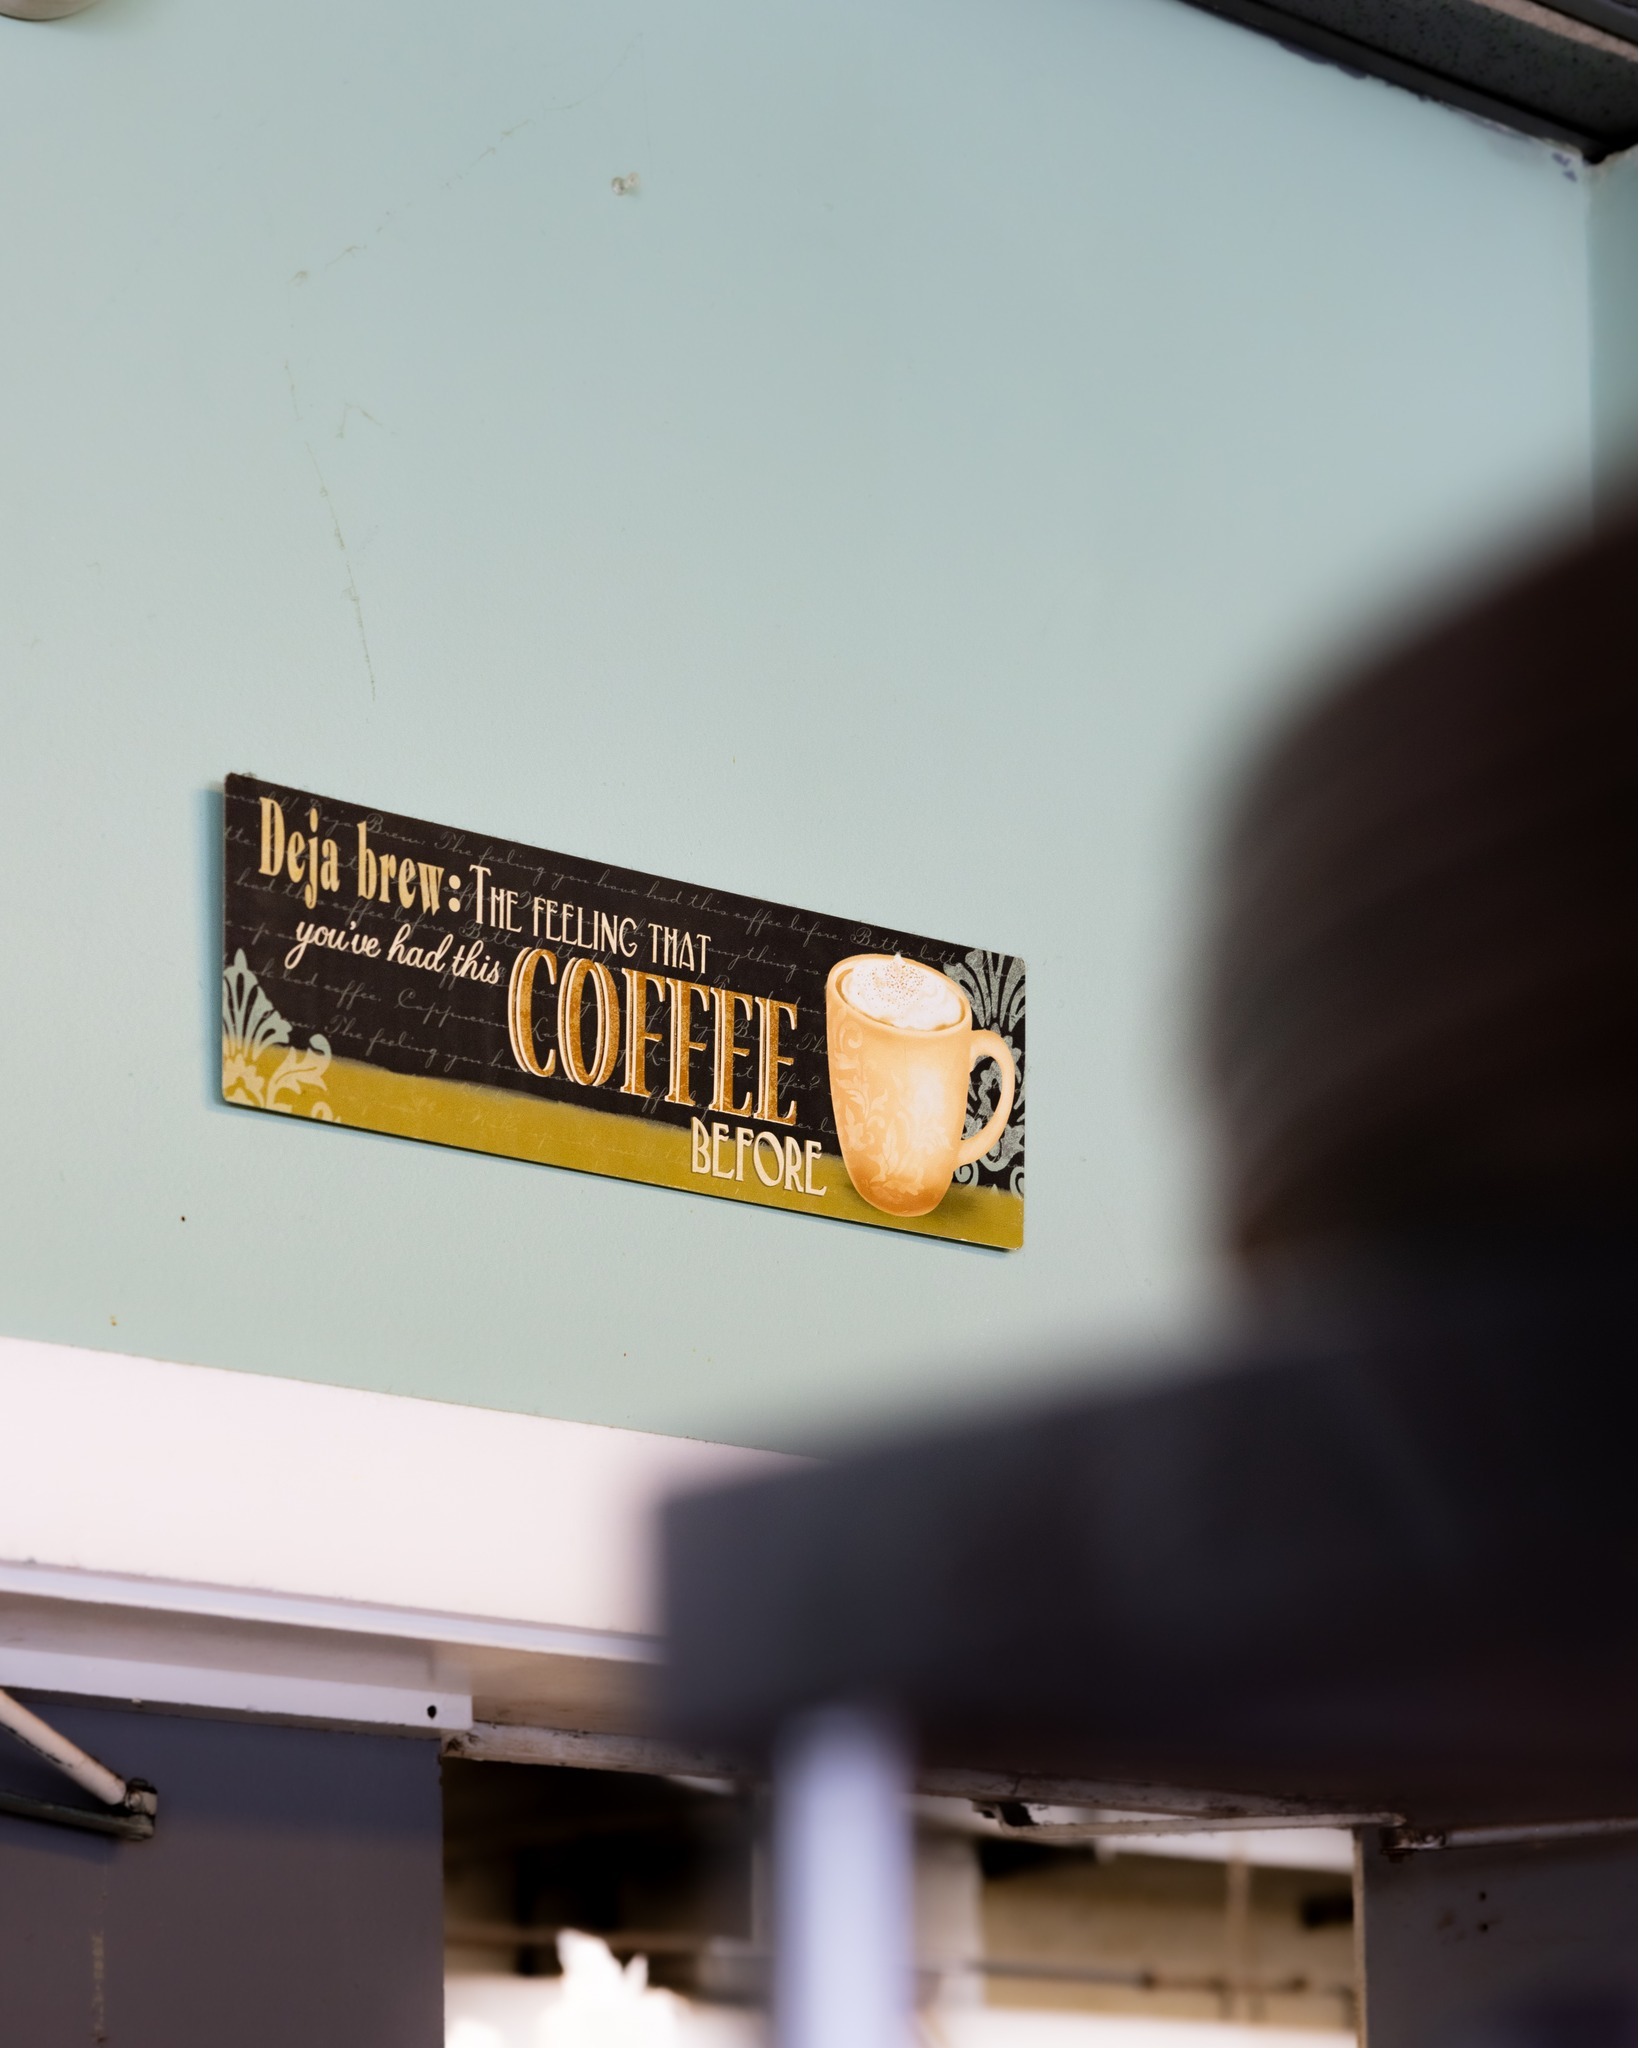 Deja brew: THE FEELING THAT
you've had this COFFEE
BEFORE